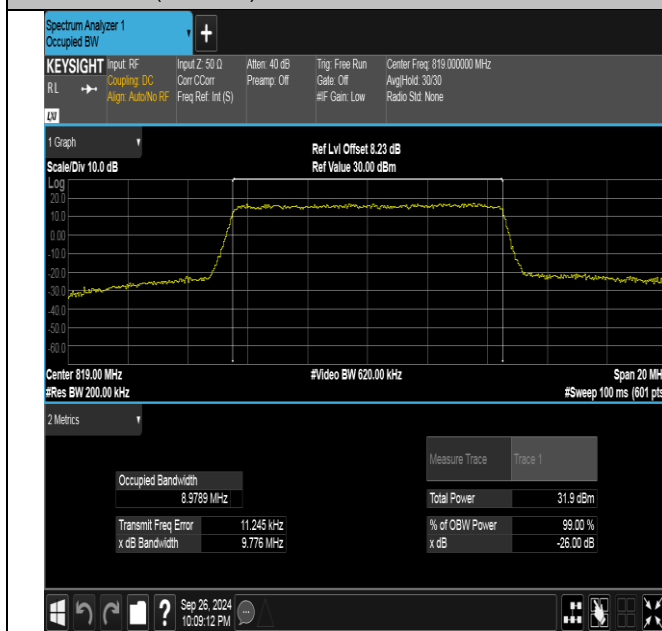 Spectrum Analyzer 1
Occupied BW
+
KEYSIGHT Input: RF Input Z: 50 Ω Atten: 40 dB Trig: Free Run Center Freq: 819.000000 MHz
RL Coupling: DC Corr CCorr Preamp: Off Gate: Off Avg|Hold: 30/30
Align: Auto/No RF Freq Ref: Int (S) #IF Gain: Low Radio Std: None
LXI
1 Graph Ref Lvl Offset 8.23 dB
Scale/Div 10.0 dB Ref Value 30.00 dBm
Log
20.0
10.0
0.00
-10.0
-20.0
-30.0
-40.0
-50.0
-60.0
Center 819.00 MHz #Video BW 620.00 kHz Span 20 MH
#Res BW 200.00 kHz #Sweep 100 ms (601 pts
2 Metrics
Measure Trace Trace 1
Occupied Bandwidth
8.9789 MHz Total Power 31.9 dBm
Transmit Freq Error 11.245 kHz % of OBW Power 99.00 %
x dB Bandwidth 9.776 MHz x dB -26.00 dB
? Sep 26, 2024
10:09:12 PM